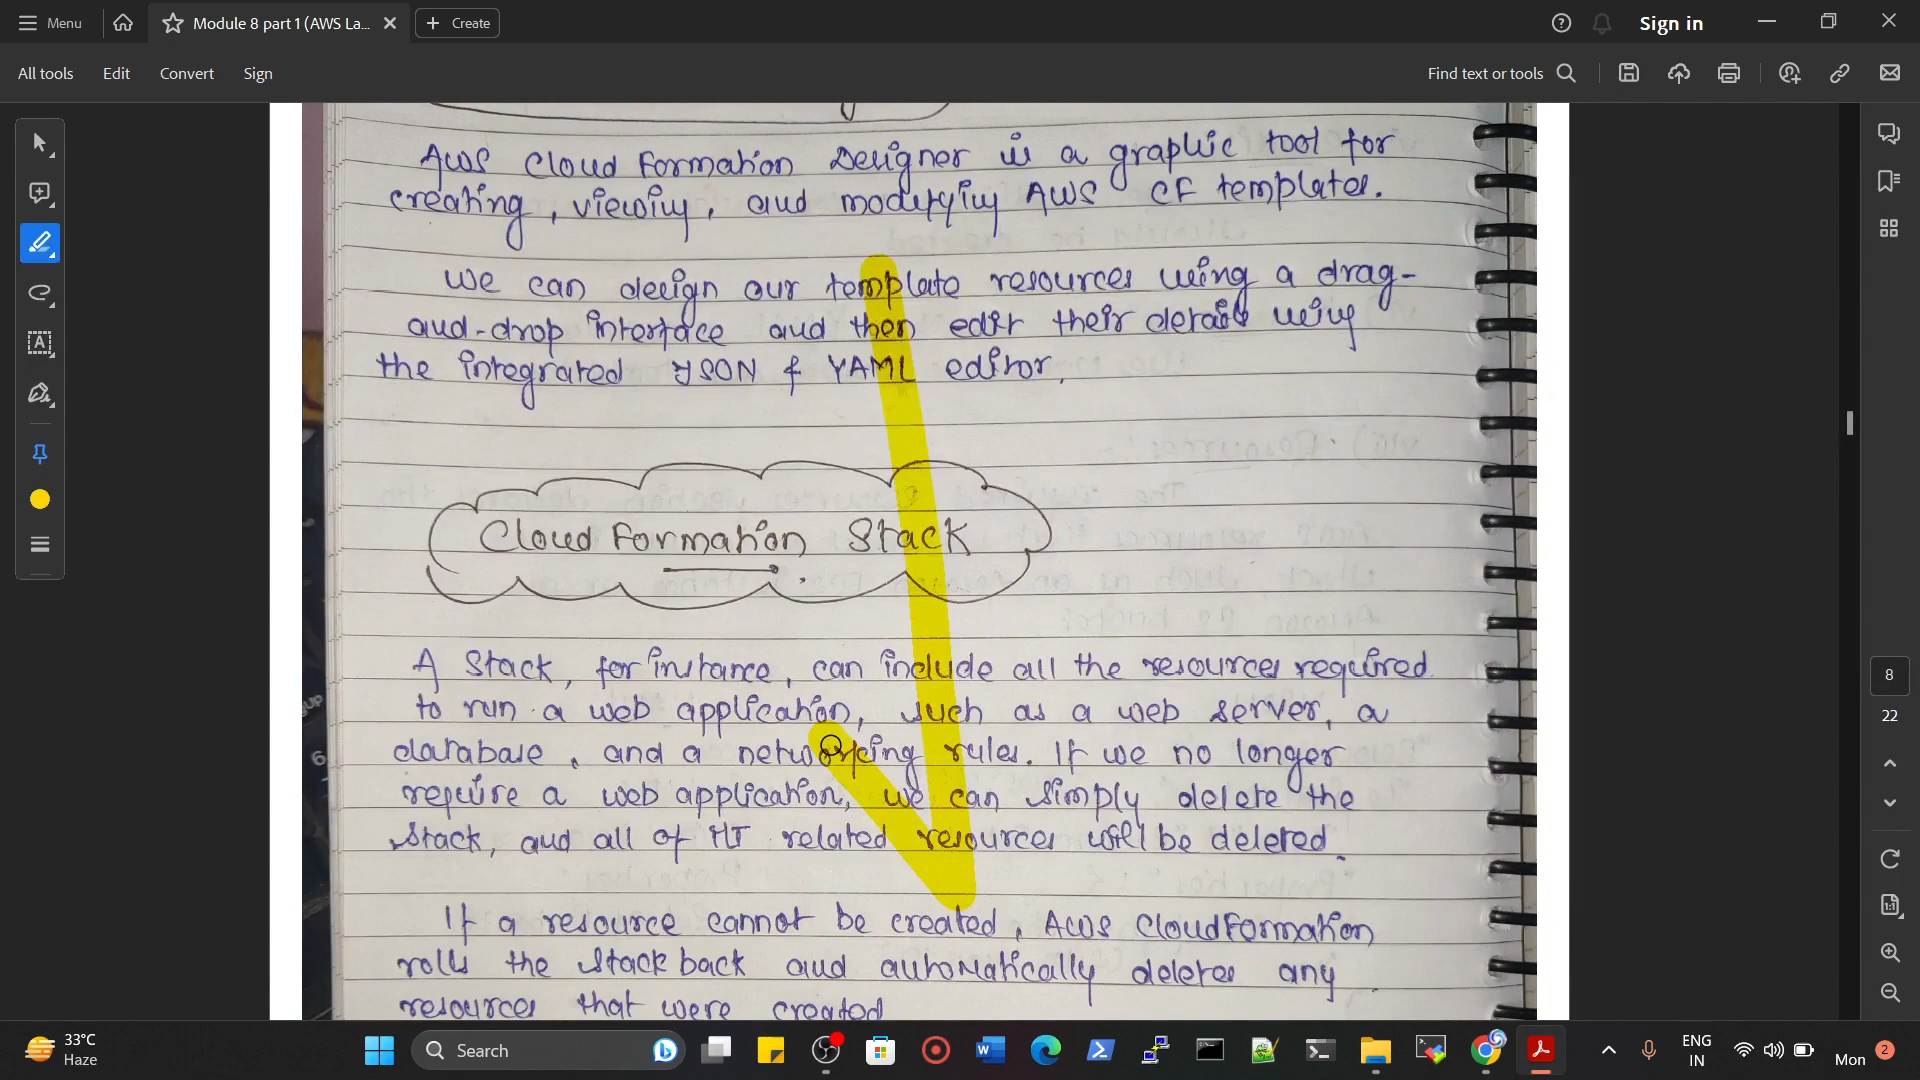 Menu
Module 8 part 1 (AWS La...
Create
Sign in
All tools
Edit
Convert
Sign
Find text or tools
AWS Cloud Formation Designer is a graphic tool for
creating, viewing, and modifying AWS CF templates.
We can design our template resources using a drag-
and-drop interface and then edit their details using
the integrated JSON & YAML editor.
Cloud Formation Stack
A Stack, for instance, can include all the resources required
to run a web application, such as a web server, a
database, and a networking rules. If we no longer
require a web application, we can simply delete the
Stack, and all of its related resources will be deleted.
If a resource cannot be created, AWS CloudFormation
rolls the stack back and automatically deletes any
resources that were created
8
22
33°C
Haze
Search
ENG
IN
Mon
2